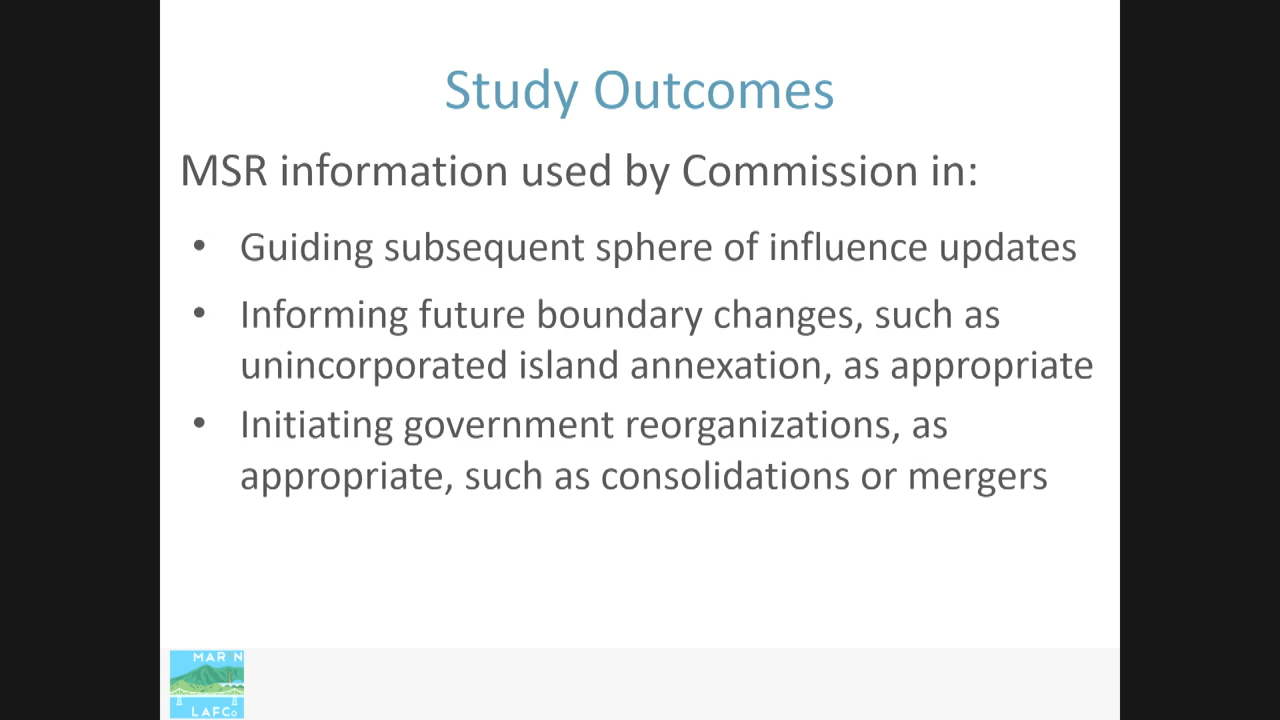 Study Outcomes
MSR information used by Commission in:
• Guiding subsequent sphere of influence updates
• Informing future boundary changes, such as
unincorporated island annexation, as appropriate
• Initiating government reorganizations, as
appropriate, such as consolidations or mergers
MARIN
LAFCo